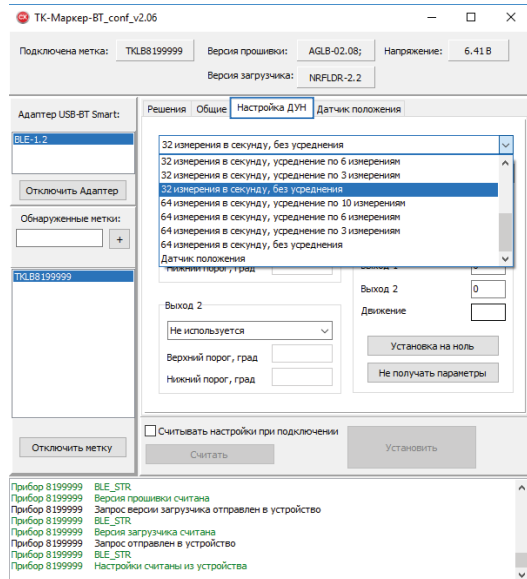 ТК-Маркер-BT_conf_v2.06
Подключена метка: TKLB8199999 Версия прошивки: AGLB-02.08; Напряжение: 6.41 В
Версия загрузчика: NRFLDR-2.2
Адаптер USB-BT Smart:
BLE-1.2
Отключить Адаптер
Обнаруженные метки:
+
TKLB8199999
Отключить метку
Решения Общие Настройка ДУН Датчик положения
32 измерения в секунду, без усреднения
32 измерения в секунду, усреднение по 6 измерениям
32 измерения в секунду, усреднение по 3 измерениям
32 измерения в секунду, без усреднения
64 измерения в секунду, усреднение по 10 измерениям
64 измерения в секунду, усреднение по 6 измерениям
64 измерения в секунду, усреднение по 3 измерениям
64 измерения в секунду, без усреднения
Датчик положения
Нижний порог, град
Выход 2
Не используется
Верхний порог, град
Нижний порог, град
Выход 1 0
Выход 2 0
Движение
Установка на ноль
Не получать параметры
Считывать настройки при подключении
Считать
Установить
Прибор 8199999 BLE_STR
Прибор 8199999 Версия прошивки считана
Прибор 8199999 Запрос версии загрузчика отправлен в устройство
Прибор 8199999 BLE_STR
Прибор 8199999 Версия загрузчика считана
Прибор 8199999 Запрос отправлен в устройство
Прибор 8199999 BLE_STR
Прибор 8199999 Настройки считаны из устройства